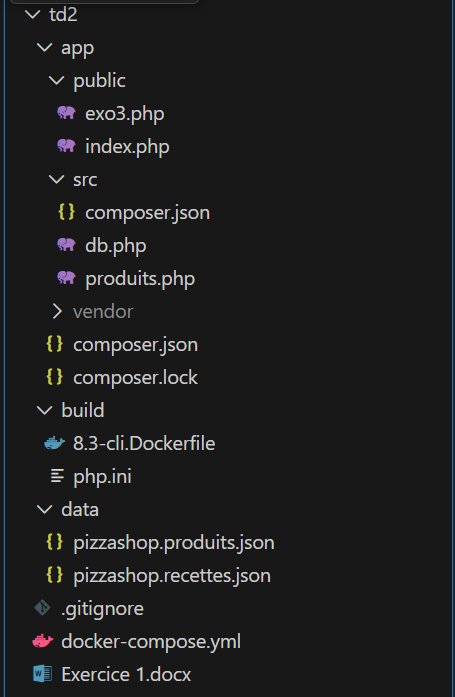 td2
app
public
exo3.php
index.php
src
composer.json
db.php
produits.php
vendor
composer.json
composer.lock
build
8.3-cli.Dockerfile
php.ini
data
pizzashop.produits.json
pizzashop.recettes.json
.gitignore
docker-compose.yml
Exercice 1.docx